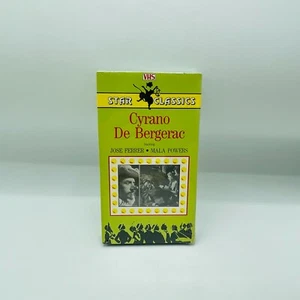 VHS
STAR CLASSICS
Cyrano
De Bergerac
JOSE FERRER • MALA POWERS